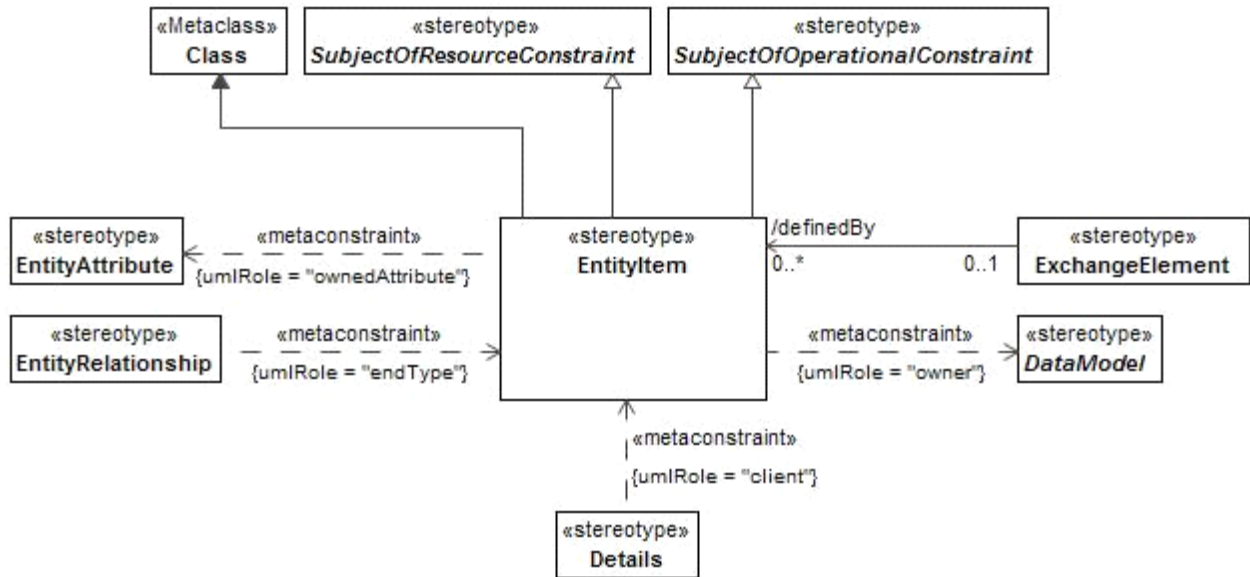 «Metaclass»
Class
«stereotype»
SubjectOfResourceConstraint
«stereotype»
SubjectOfOperationalConstraint
«stereotype»
EntityAttribute
«metaconstraint»
{umlRole = "ownedAttribute"}
«stereotype»
EntityItem
/definedBy
0..*
0..1
«stereotype»
ExchangeElement
«stereotype»
EntityRelationship
«metaconstraint»
{umlRole = "endType"}
«metaconstraint»
{umlRole = "owner"}
«stereotype»
DataModel
«metaconstraint»
{umlRole = "client"}
«stereotype»
Details